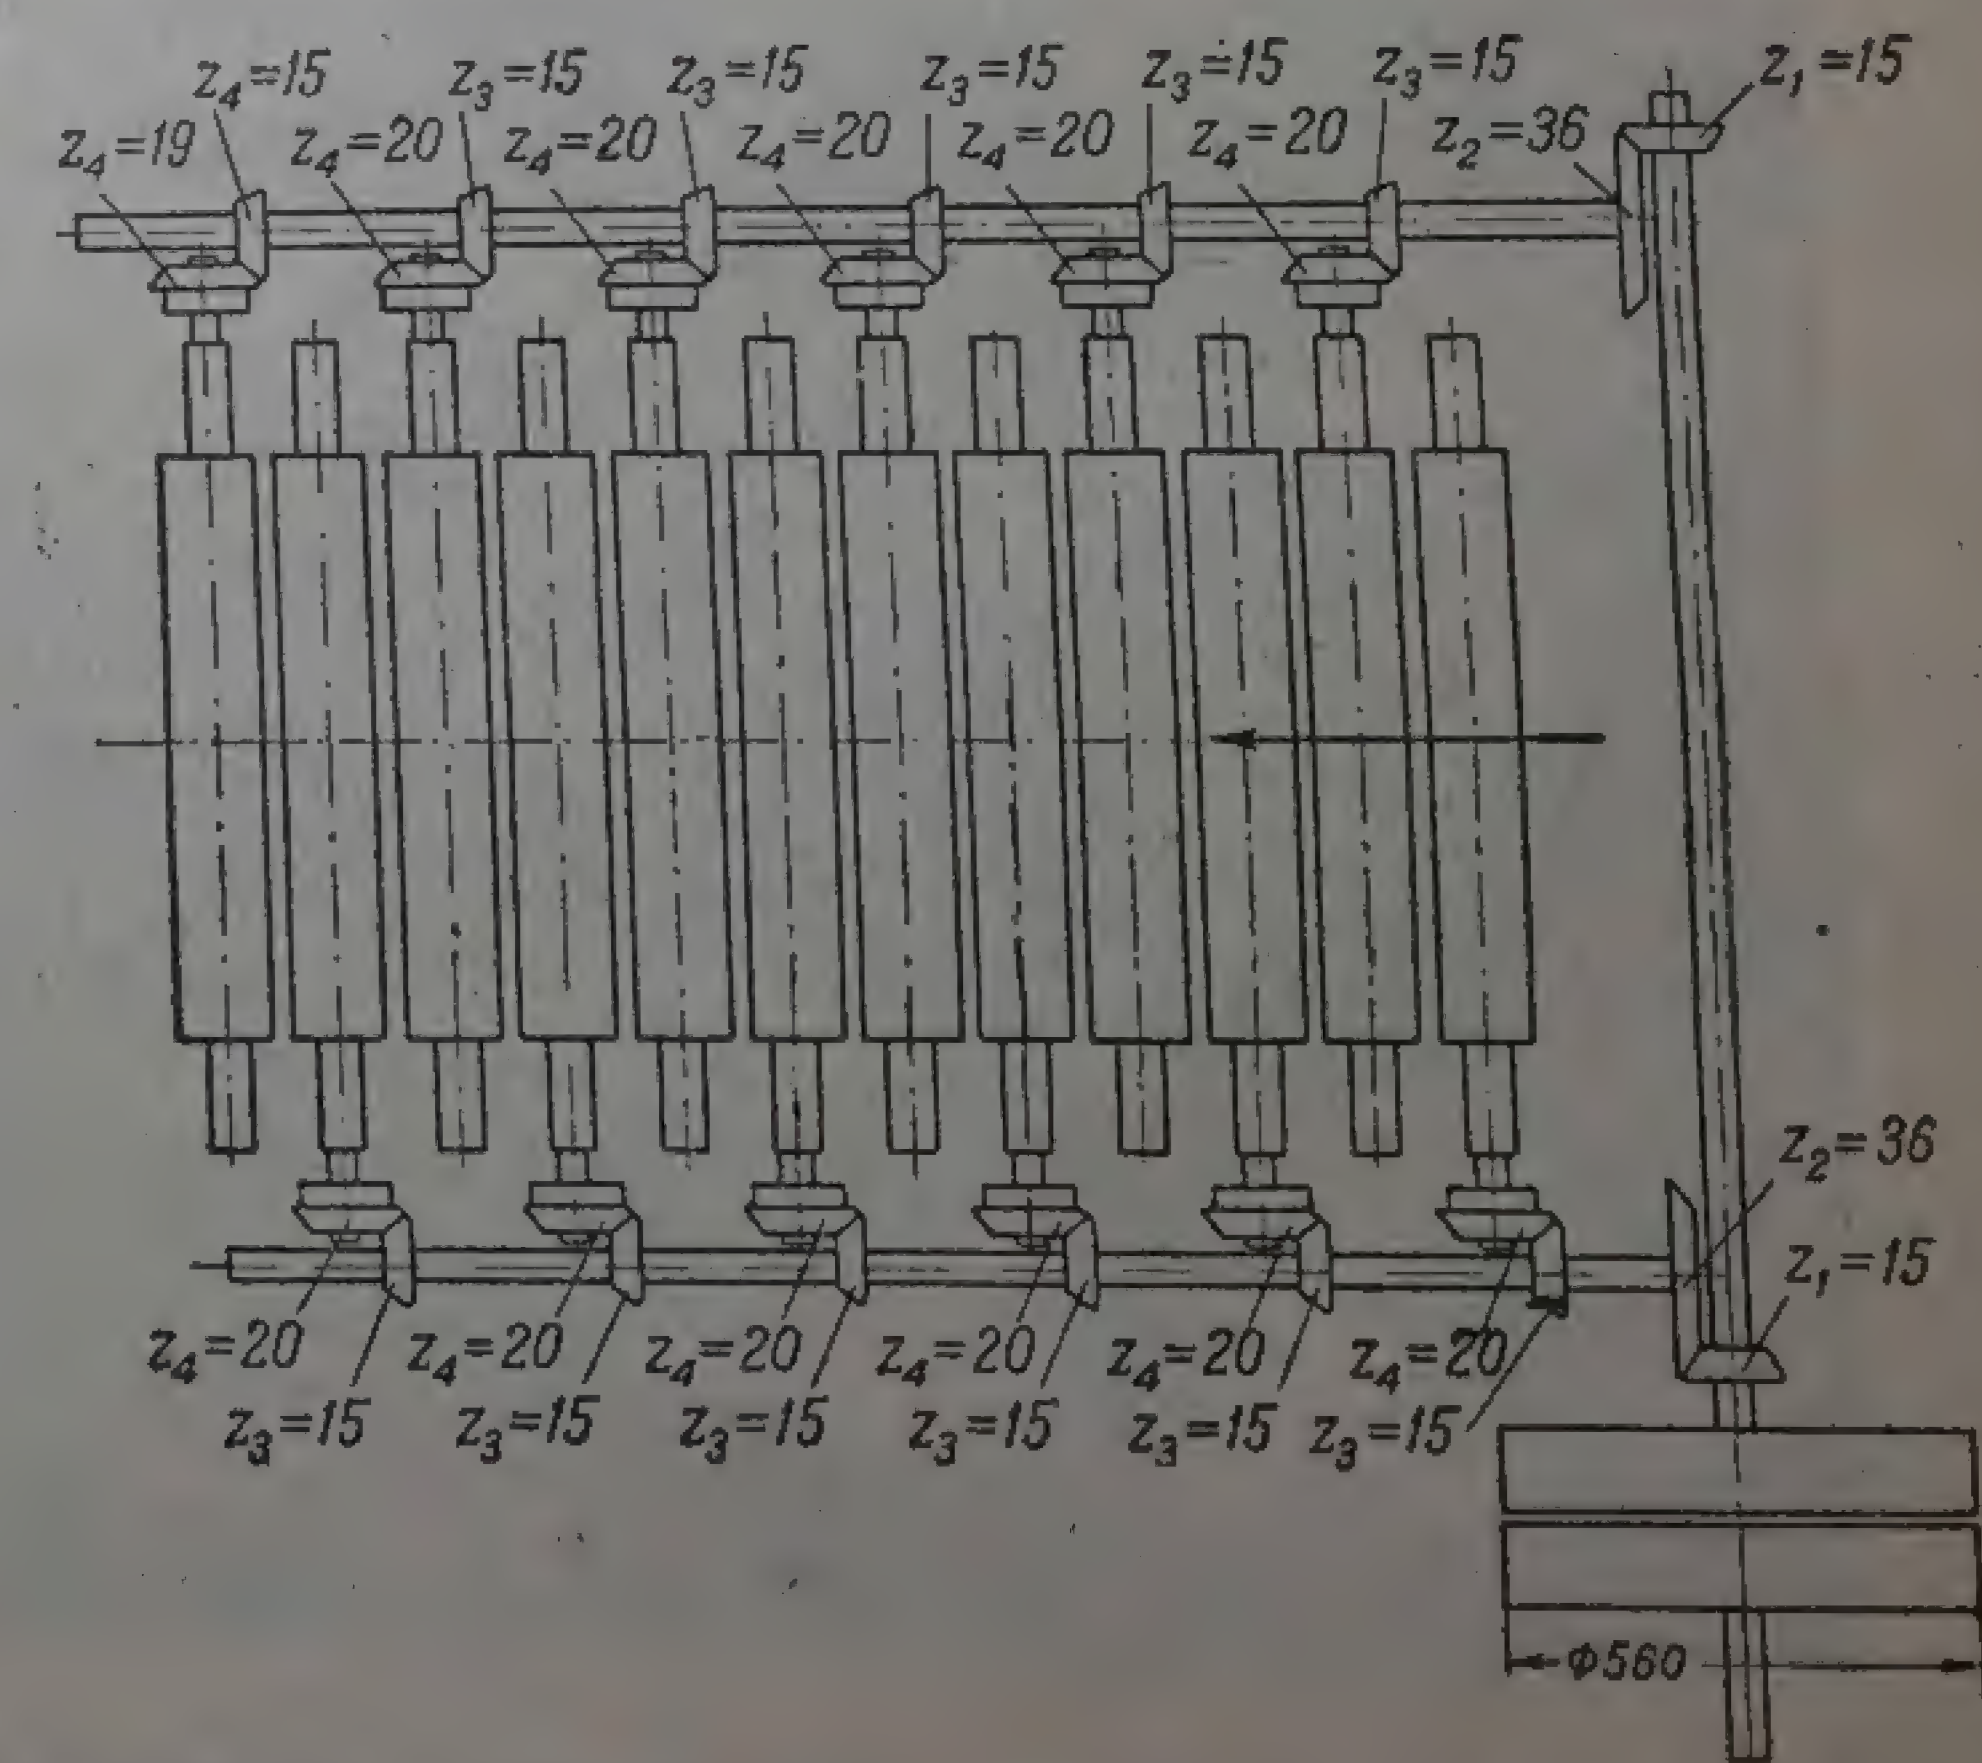 z₄=15 z₃=15 z₃=15 z₃=15 z₃=15 z₃=15 z₁=15
z₄=19 z₄=20 z₄=20 z₄=20 z₄=20 z₄=20 z₂=36
z₂=36
z₁=15
z₄=20 z₄=20 z₄=20 z₄=20 z₄=20 z₄=20
z₃=15 z₃=15 z₃=15 z₃=15 z₃=15 z₃=15
Φ560